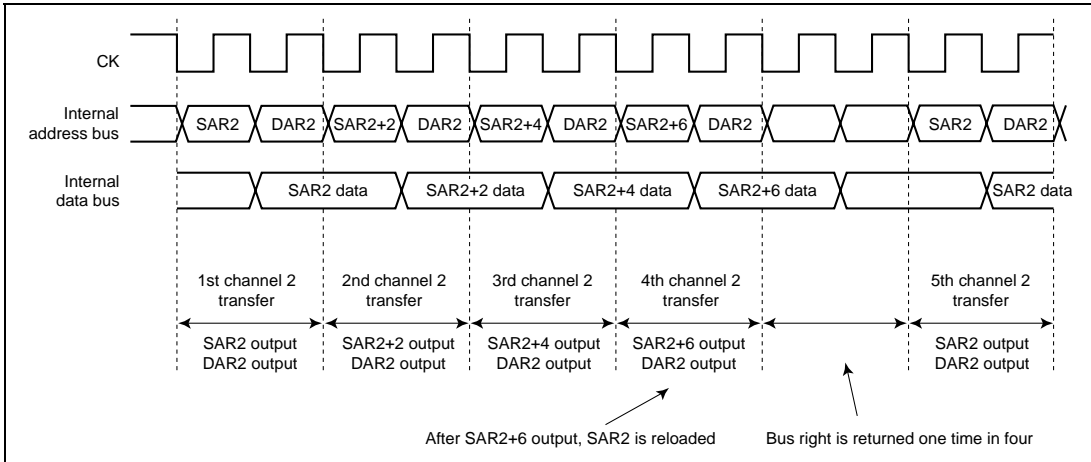 CK
Internal
address bus
SAR2 DAR2 SAR2+2 DAR2 SAR2+4 DAR2 SAR2+6 DAR2 SAR2 DAR2
Internal
data bus
SAR2 data SAR2+2 data SAR2+4 data SAR2+6 data SAR2 data
1st channel 2
transfer
2nd channel 2
transfer
3rd channel 2
transfer
4th channel 2
transfer
5th channel 2
transfer
SAR2 output
DAR2 output
SAR2+2 output
DAR2 output
SAR2+4 output
DAR2 output
SAR2+6 output
DAR2 output
SAR2 output
DAR2 output
After SAR2+6 output, SAR2 is reloaded
Bus right is returned one time in four